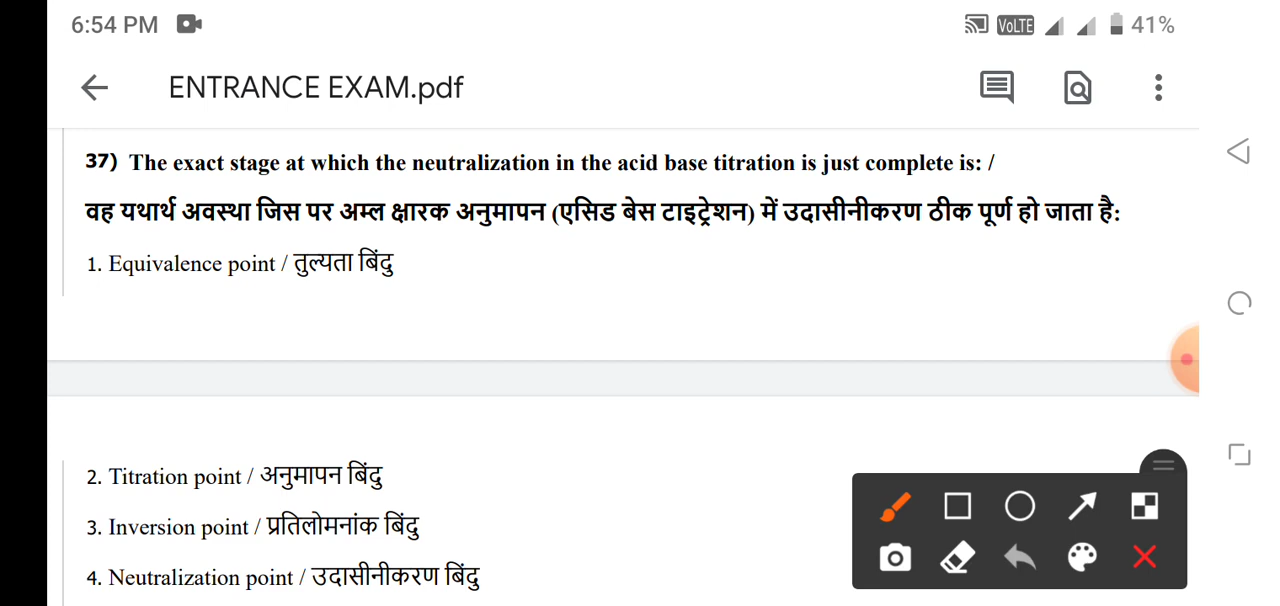 6:54 PM
VoLTE
41%
ENTRANCE EXAM.pdf
37) The exact stage at which the neutralization in the acid base titration is just complete is: /
वह यथार्थ अवस्था जिस पर अम्ल क्षारक अनुमापन (एसिड बेस टाइट्रेशन) में उदासीनीकरण ठीक पूर्ण हो जाता है:
1. Equivalence point / तुल्यता बिंदु
2. Titration point / अनुमापन बिंदु
3. Inversion point / प्रतिलोमनांक बिंदु
4. Neutralization point / उदासीनीकरण बिंदु